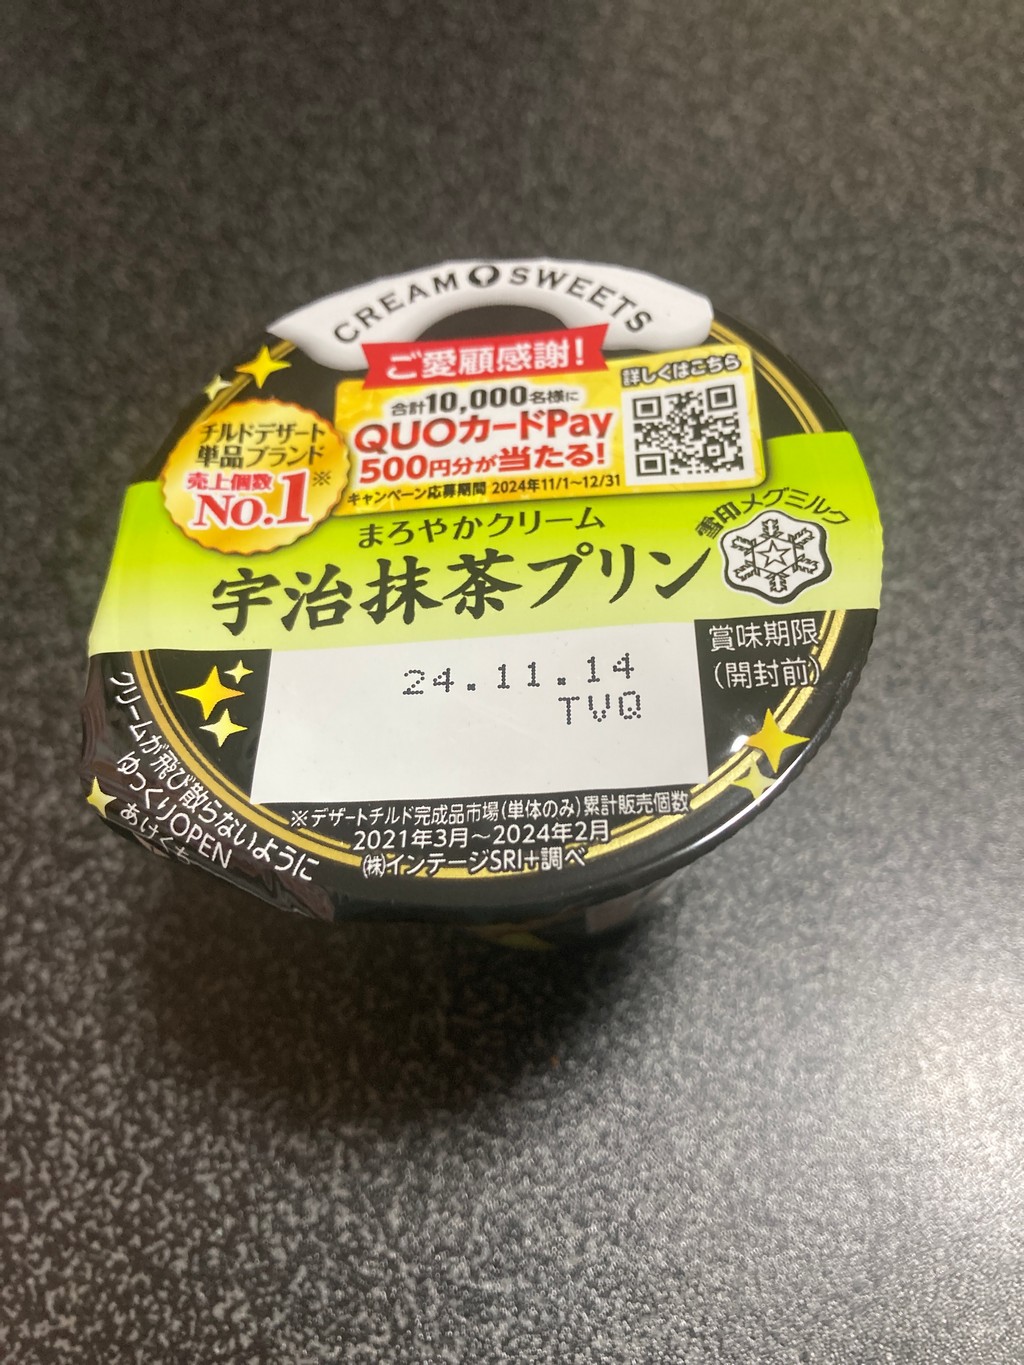 CREAM SWEETS
ご愛顧感謝!
詳しくはこちら
合計10,000名様に
QUOカードPay
500円分が当たる!
キャンペーン応募期間 2024年11/1~12/31
チルドデザート
単品ブランド
売上個数※
No.1
まろやかクリーム
宇治抹茶プリン
雪印メグミルク
賞味期限
(開封前)
24.11.14
TVQ
クリームが飛び散らないように
ゆっくりOPEN
あけくち
※デザートチルド完成品市場(単体のみ)累計販売個数
2021年3月~2024年2月
㈱インテージSRI+調べ